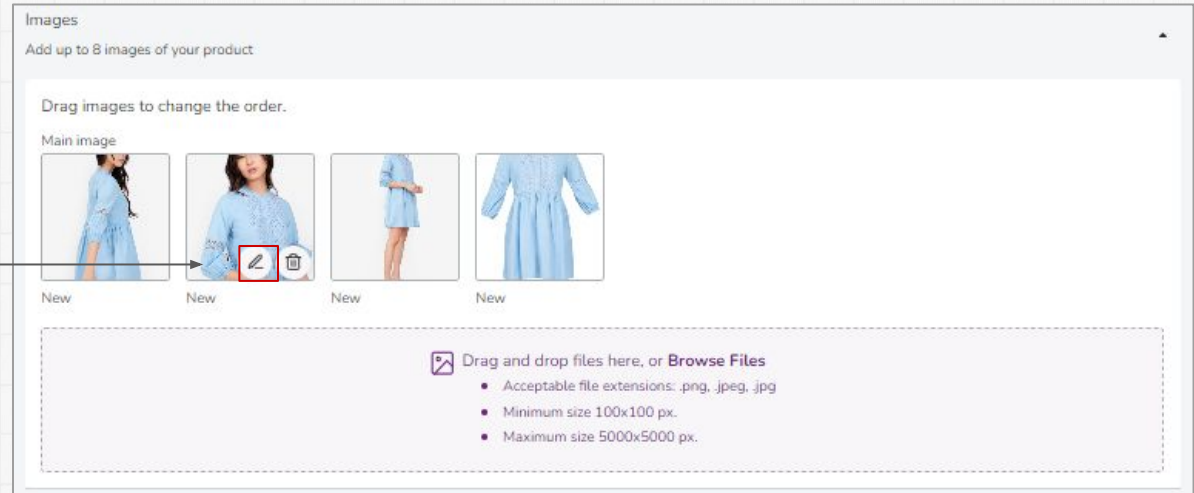 Images
Add up to 8 images of your product
Drag images to change the order.
Main image
New
New
New
New
Drag and drop files here, or Browse Files
Acceptable file extensions: .png, .jpeg, .jpg
Minimum size 100x100 px.
Maximum size 5000x5000 px.